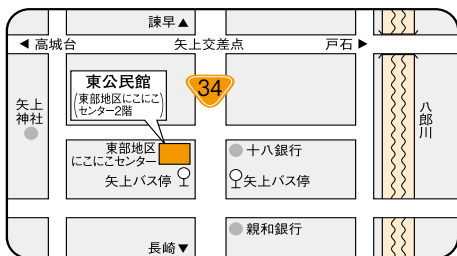 諫早▲
◀高城台
矢上交差点
戸石▶
東公民館
(東部地区にこにこ
センター2階)
34
矢上
神社
八郎川
東部地区
にこにこセンター
十八銀行
矢上バス停
矢上バス停
親和銀行
長崎▼